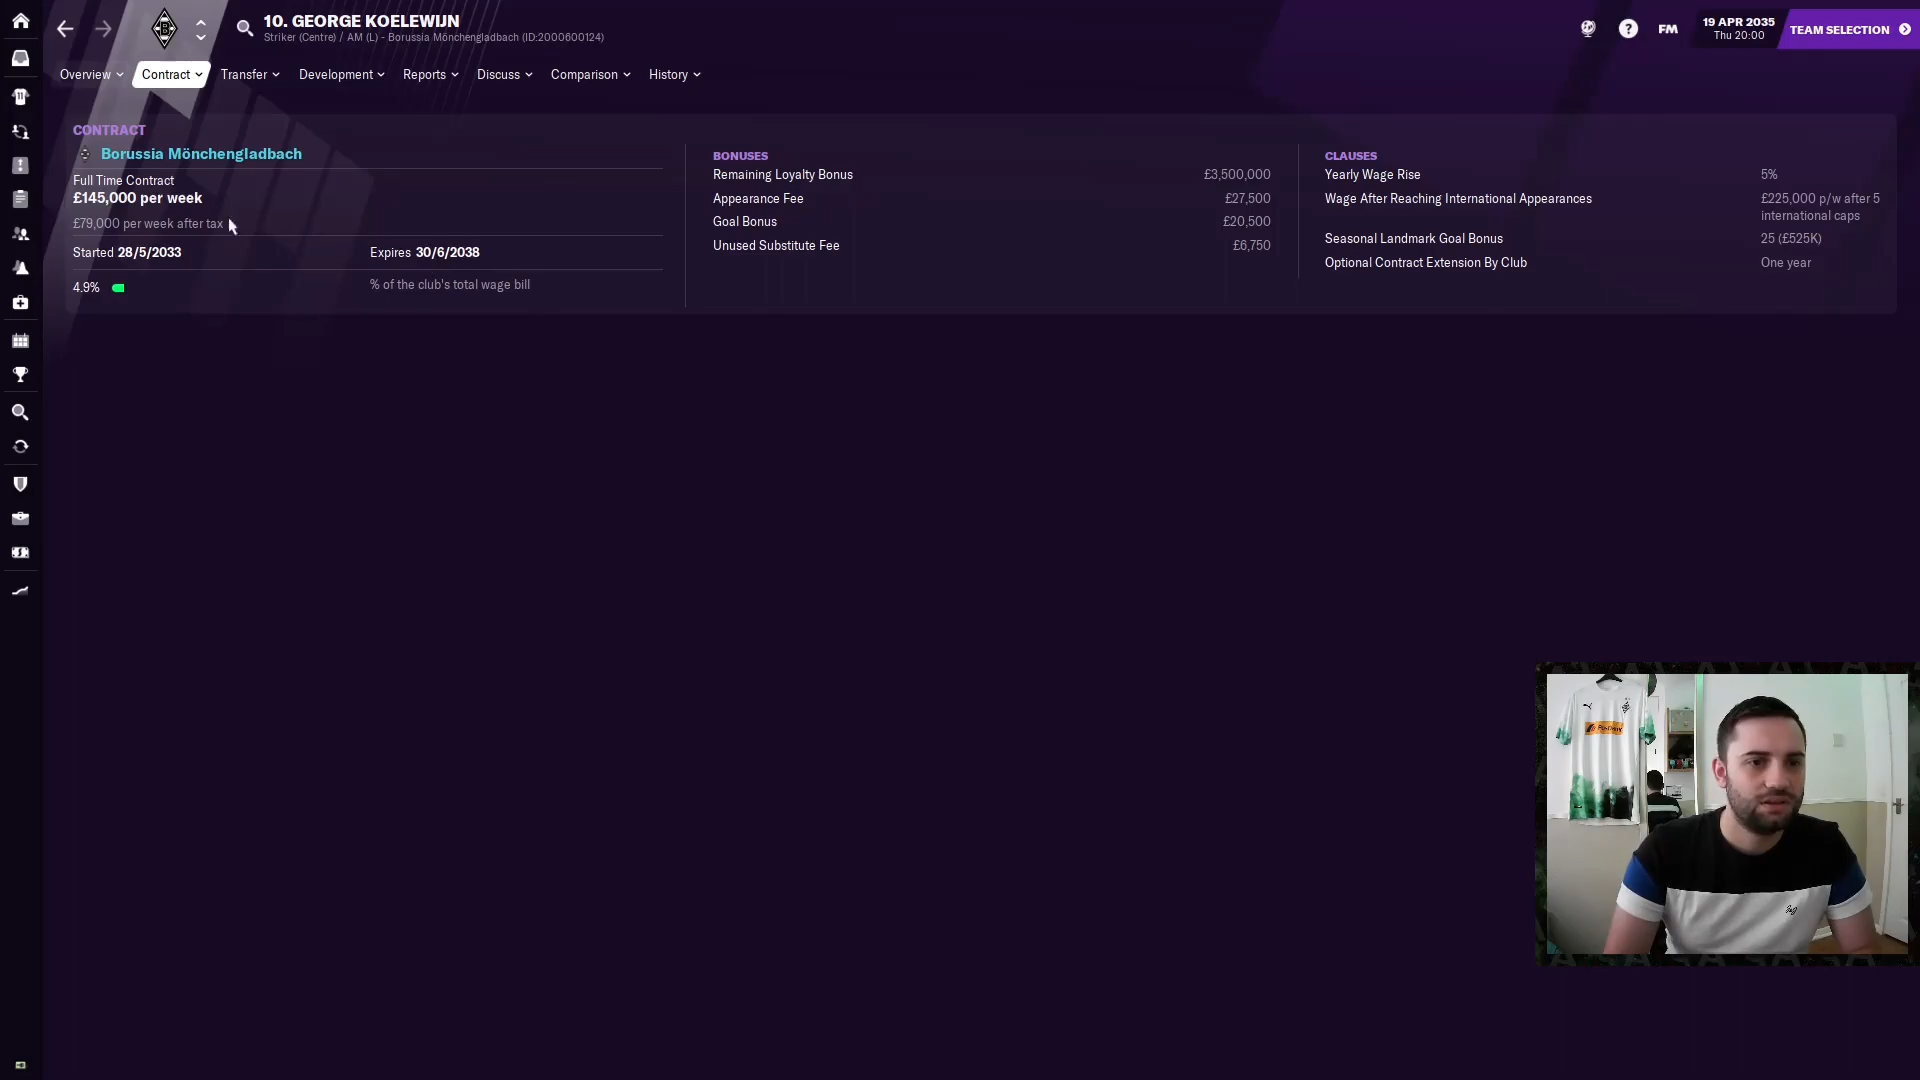 10. GEORGE KOELEWIJN
Striker (Centre) / AM (L) - Borussia Mönchengladbach (ID:2000600124)
FM
19 APR 2035
Thu 20:00
TEAM SELECTION
Overview
Contract
Transfer
Development
Reports
Discuss
Comparison
History
CONTRACT
Borussia Mönchengladbach
Full Time Contract
£145,000 per week
£79,000 per week after tax
Started 28/5/2033
Expires 30/6/2038
4.9%
% of the club's total wage bill
BONUSES
Remaining Loyalty Bonus £3,500,000
Appearance Fee £27,500
Goal Bonus £20,500
Unused Substitute Fee £6,750
CLAUSES
Yearly Wage Rise 5%
Wage After Reaching International Appearances £225,000 p/w after 5
international caps
Seasonal Landmark Goal Bonus 25 (£525K)
Optional Contract Extension By Club One year